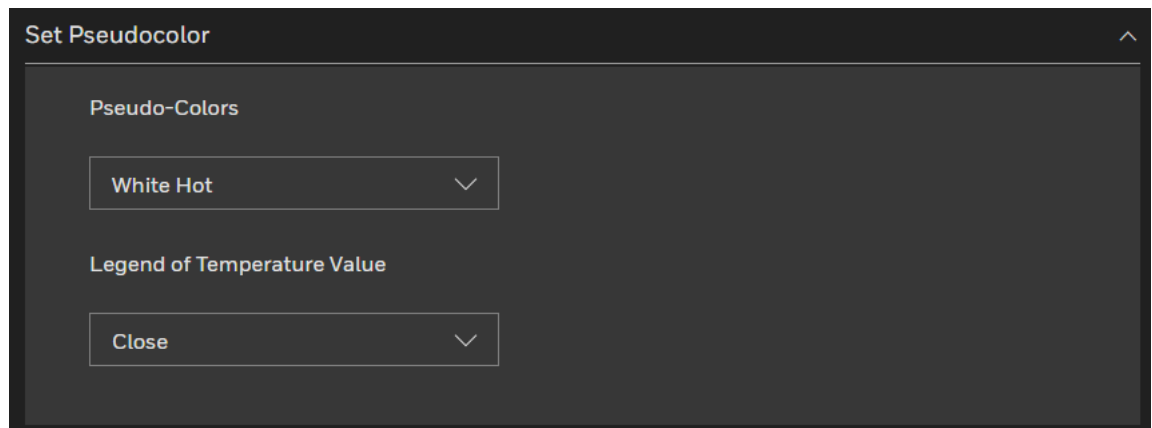 Set Pseudocolor
Pseudo-Colors
White Hot
Legend of Temperature Value
Close